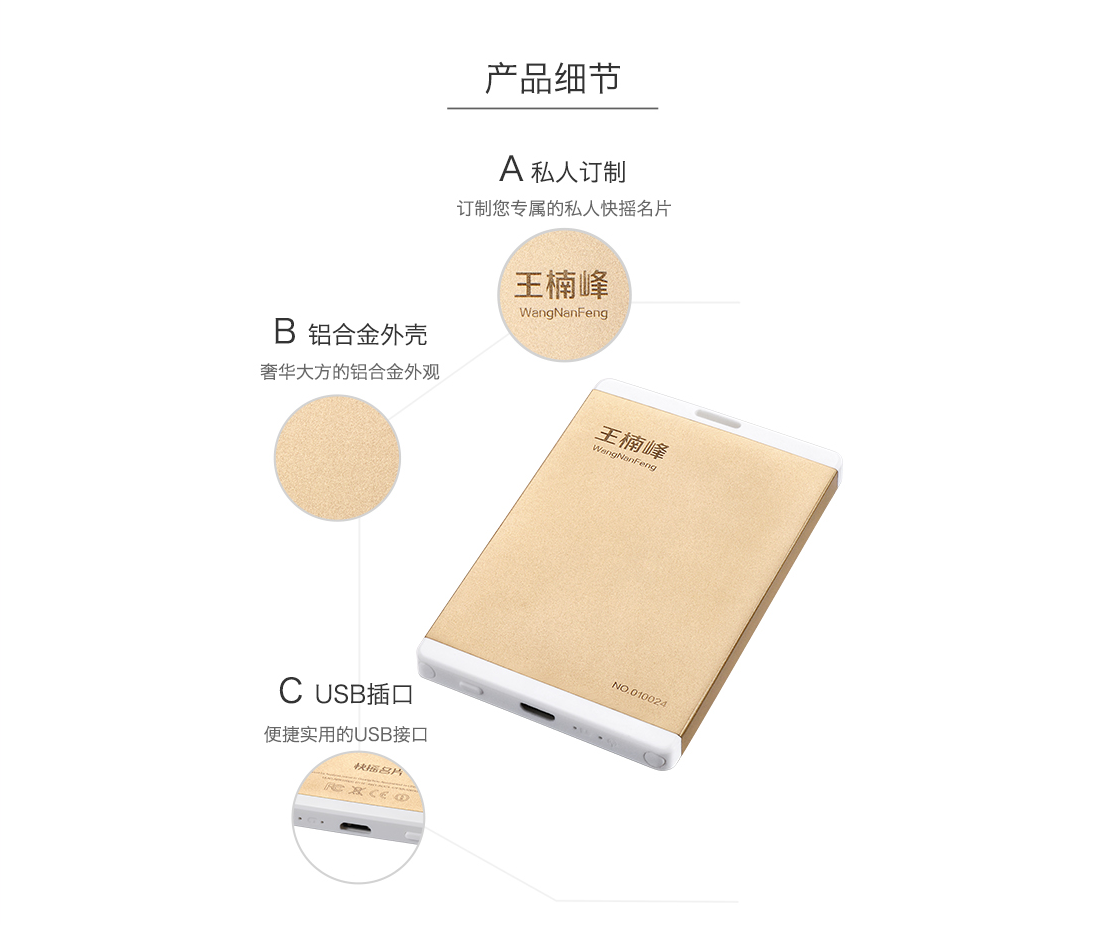 产品细节
A 私人订制
订制您专属的私人快摇名片
王楠峰
WangNanFeng
B 铝合金外壳
奢华大方的铝合金外观
王楠峰
WangNanFeng
NO.010024
C USB插口
便捷实用的USB接口
快摇名片